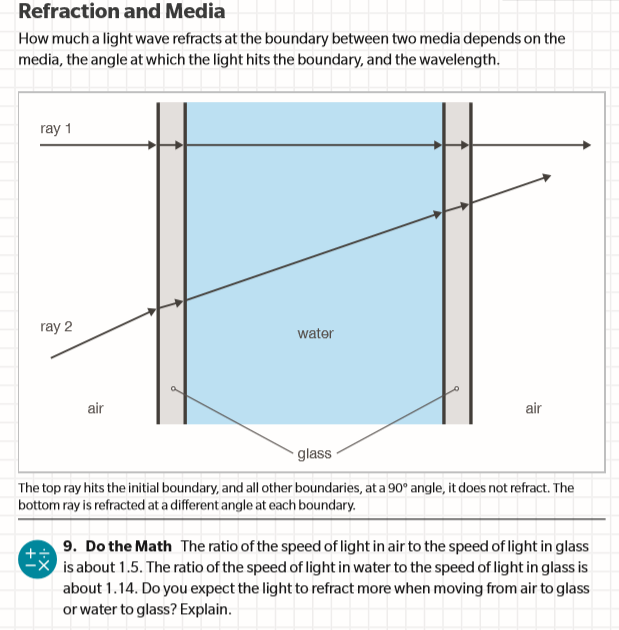 Refraction and Media
How much a light wave refracts at the boundary between two media depends on the
media, the angle at which the light hits the boundary, and the wavelength.
ray 1
ray 2
water
air
air
glass
The top ray hits the initial boundary, and all other boundaries, at a 90° angle, it does not refract. The
bottom ray is refracted at a different angle at each boundary.
+÷
−×
9. Do the Math The ratio of the speed of light in air to the speed of light in glass
is about 1.5. The ratio of the speed of light in water to the speed of light in glass is
about 1.14. Do you expect the light to refract more when moving from air to glass
or water to glass? Explain.